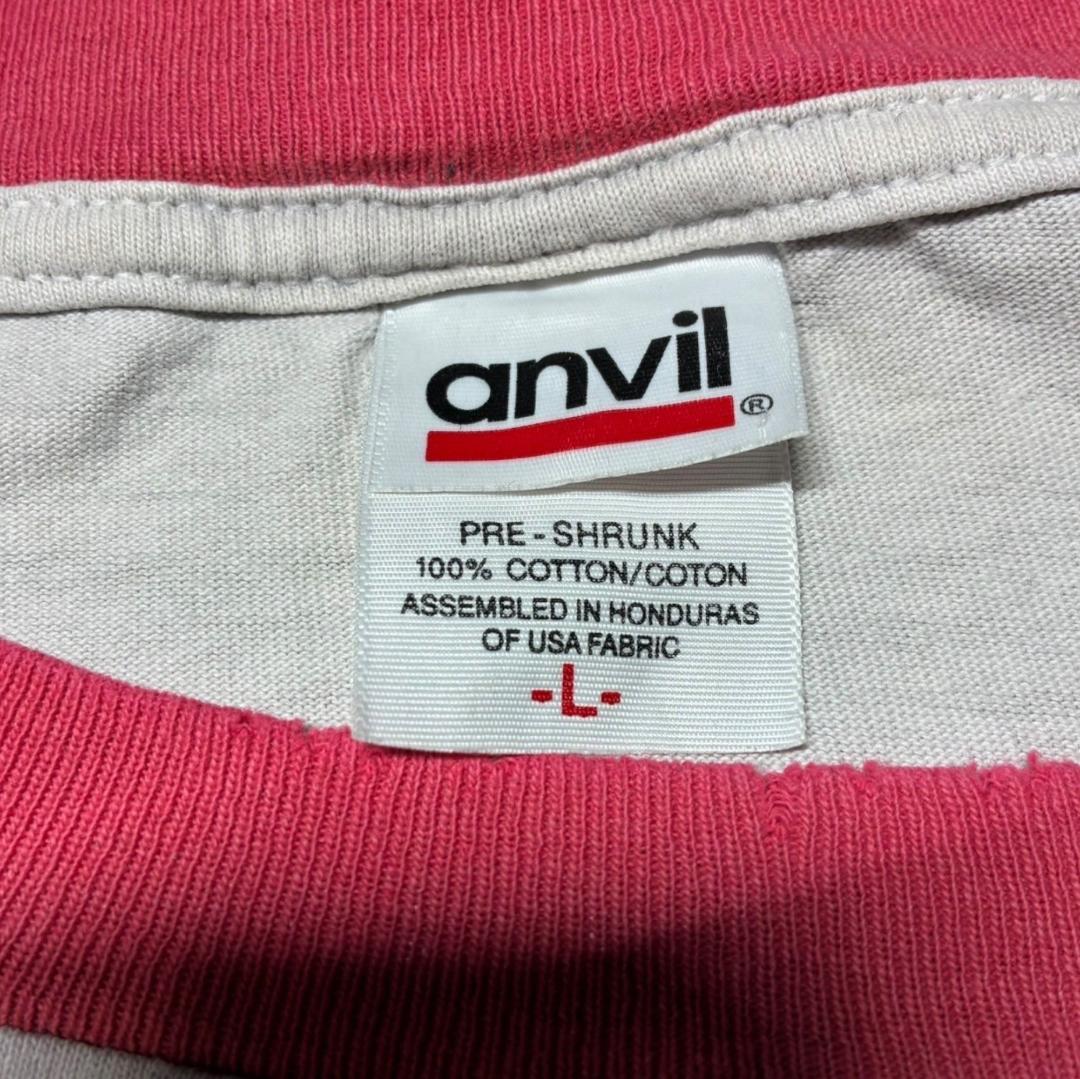 anvil®
PRE-SHRUNK
100% COTTON/COTON
ASSEMBLED IN HONDURAS
OF USA FABRIC
-L-